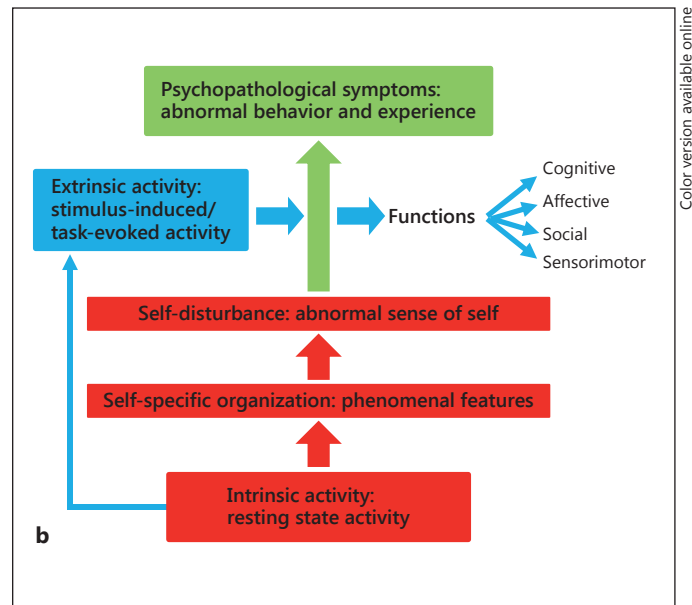 Psychopathological symptoms:
abnormal behavior and experience
Extrinsic activity:
stimulus-induced/
task-evoked activity
Functions
Cognitive
Affective
Social
Sensorimotor
Self-disturbance: abnormal sense of self
Self-specific organization: phenomenal features
Intrinsic activity:
resting state activity
b
Color version available online